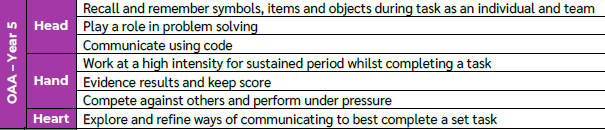 OAA – Year 5
Head
Recall and remember symbols, items and objects during task as an individual and team
Play a role in problem solving
Communicate using code
Hand
Work at a high intensity for sustained period whilst completing a task
Evidence results and keep score
Compete against others and perform under pressure
Heart
Explore and refine ways of communicating to best complete a set task